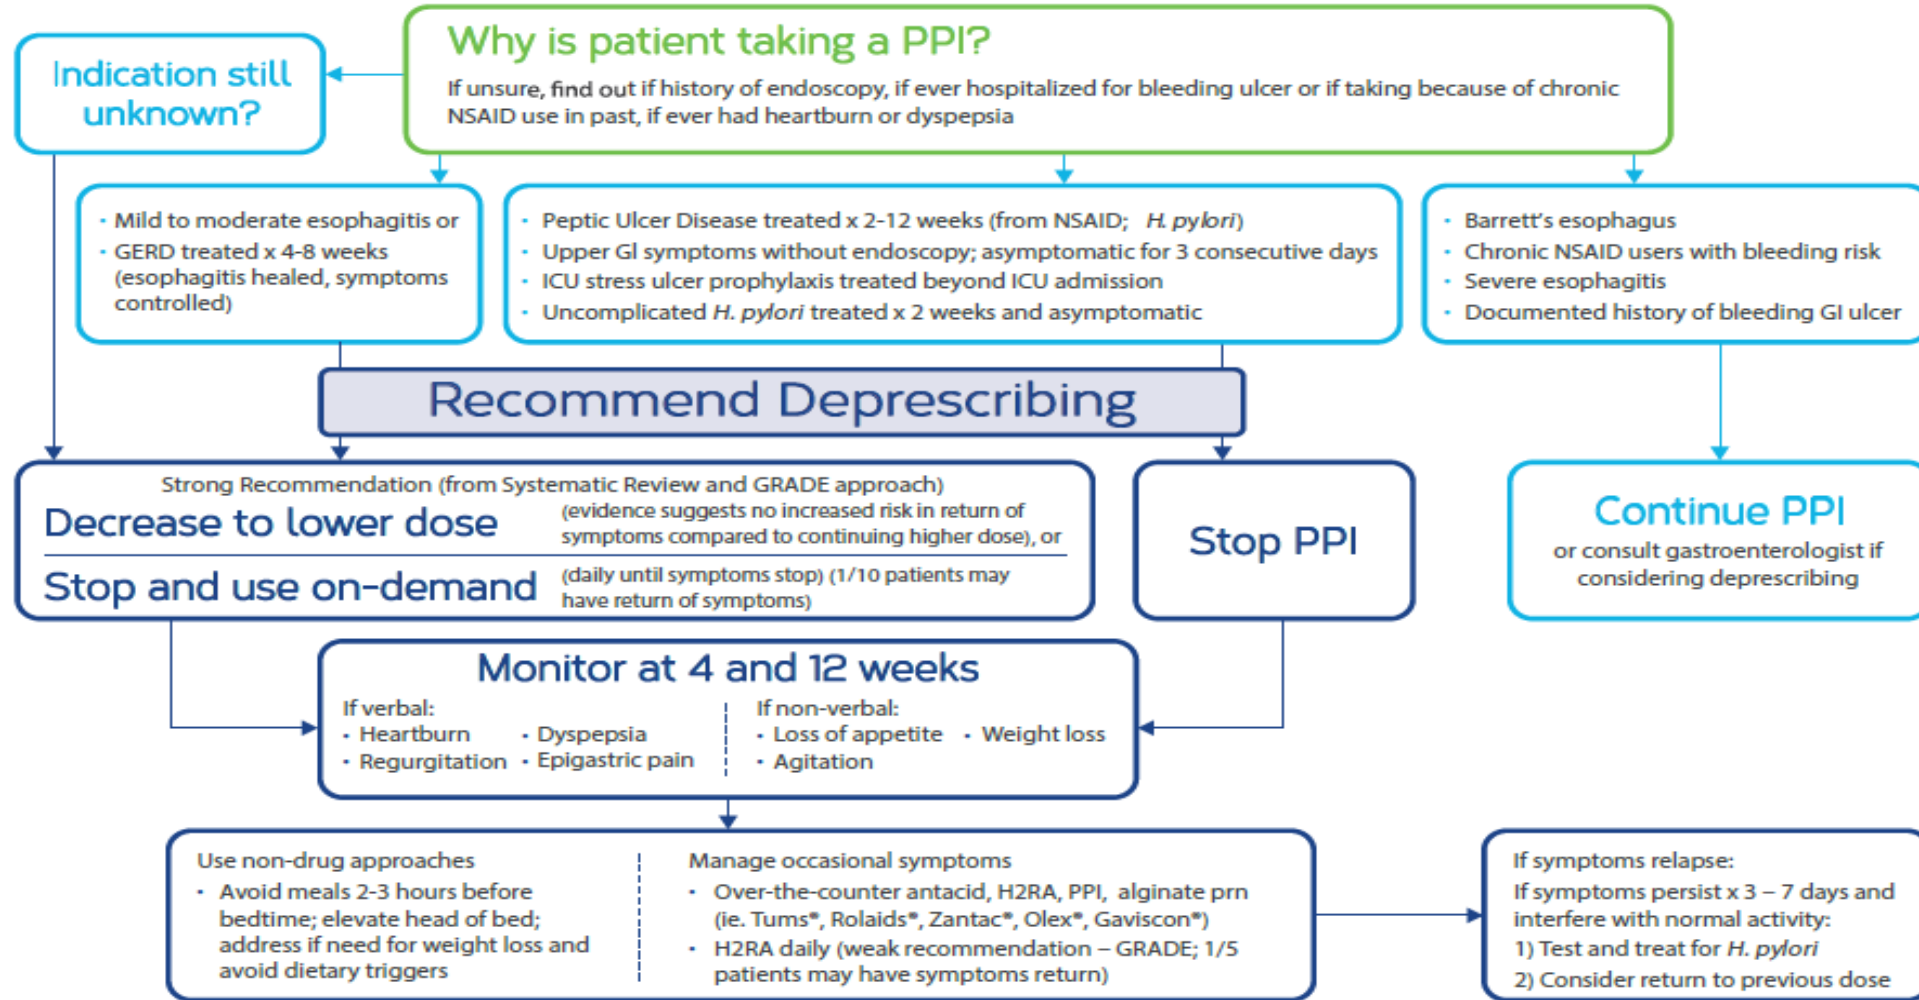 Why is patient taking a PPI?
If unsure, find out if history of endoscopy, if ever hospitalized for bleeding ulcer or if taking because of chronic
NSAID use in past, if ever had heartburn or dyspepsia
Indication still
unknown?
· Mild to moderate esophagitis or
· GERD treated x 4-8 weeks
(esophagitis healed, symptoms
controlled)
· Peptic Ulcer Disease treated x 2-12 weeks (from NSAID; H. pylori)
· Upper GI symptoms without endoscopy; asymptomatic for 3 consecutive days
· ICU stress ulcer prophylaxis treated beyond ICU admission
· Uncomplicated H. pylori treated x 2 weeks and asymptomatic
· Barrett's esophagus
· Chronic NSAID users with bleeding risk
· Severe esophagitis
· Documented history of bleeding GI ulcer
Recommend Deprescribing
Strong Recommendation (from Systematic Review and GRADE approach)
Decrease to lower dose
(evidence suggests no increased risk in return of
symptoms compared to continuing higher dose), or
Stop and use on-demand
(daily until symptoms stop) (1/10 patients may
have return of symptoms)
Stop PPI
Continue PPI
or consult gastroenterologist if
considering deprescribing
Monitor at 4 and 12 weeks
If verbal:
· Heartburn · Dyspepsia
· Regurgitation · Epigastric pain
If non-verbal:
· Loss of appetite · Weight loss
· Agitation
Use non-drug approaches
· Avoid meals 2-3 hours before
bedtime; elevate head of bed;
address if need for weight loss and
avoid dietary triggers
Manage occasional symptoms
· Over-the-counter antacid, H2RA, PPI, alginate prn
(ie. Tums®, Rolaids®, Zantac®, Olex®, Gaviscon®)
· H2RA daily (weak recommendation – GRADE; 1/5
patients may have symptoms return)
If symptoms relapse:
If symptoms persist x 3 – 7 days and
interfere with normal activity:
1) Test and treat for H. pylori
2) Consider return to previous dose